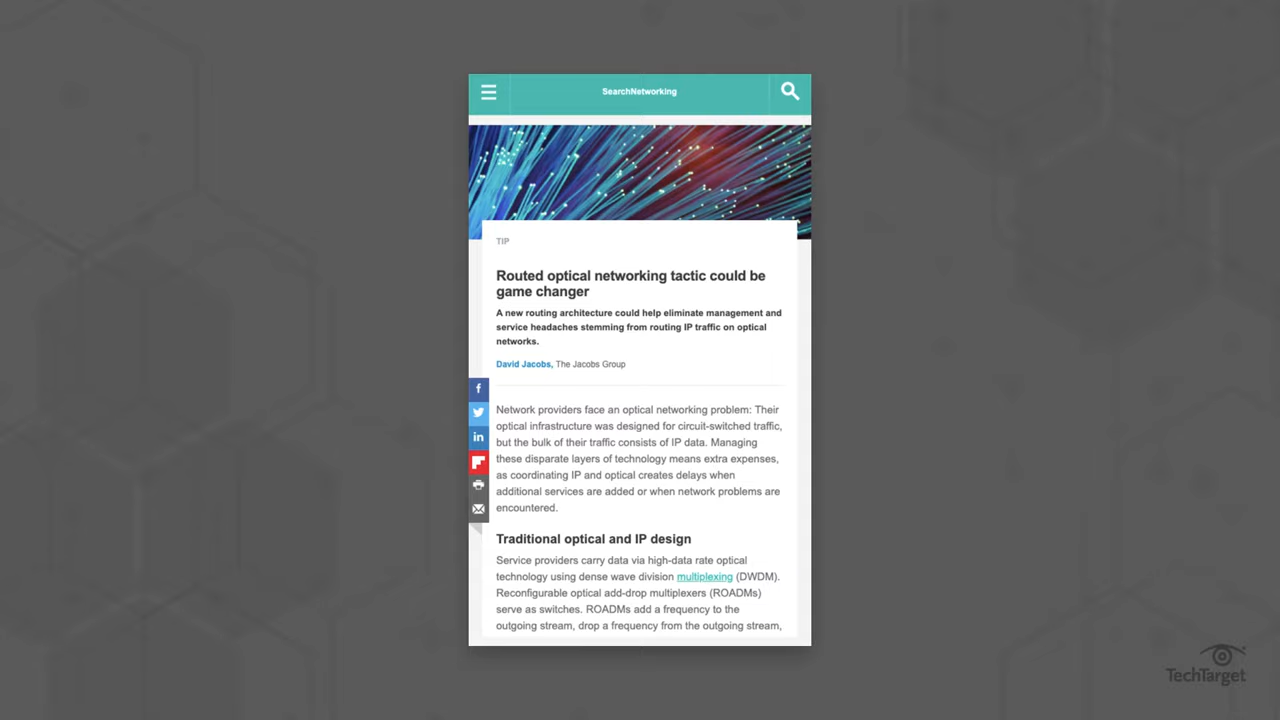 SearchNetworking
TIP
Routed optical networking tactic could be
game changer
A new routing architecture could help eliminate management and
service headaches stemming from routing IP traffic on optical
networks.
David Jacobs, The Jacobs Group
Network providers face an optical networking problem: Their
optical infrastructure was designed for circuit-switched traffic,
but the bulk of their traffic consists of IP data. Managing
these disparate layers of technology means extra expenses,
as coordinating IP and optical creates delays when
additional services are added or when network problems are
encountered.
Traditional optical and IP design
Service providers carry data via high-data rate optical
technology using dense wave division multiplexing (DWDM).
Reconfigurable optical add-drop multiplexers (ROADMs)
serve as switches. ROADMs add a frequency to the
outgoing stream, drop a frequency from the outgoing stream,
TechTarget